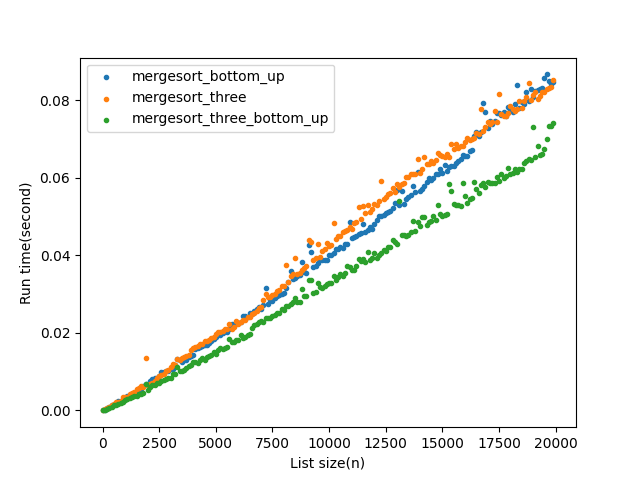 mergesort_bottom_up
mergesort_three
mergesort_three_bottom_up
0.08
0.06
0.04
0.02
0.00
Run time(second)
0 2500 5000 7500 10000 12500 15000 17500 20000
List size(n)